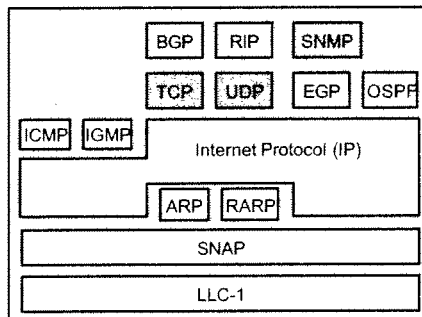 BGP RIP SNMP
TCP UDP EGP OSPF
ICMP IGMP
Internet Protocol (IP)
ARP RARP
SNAP
LLC-1